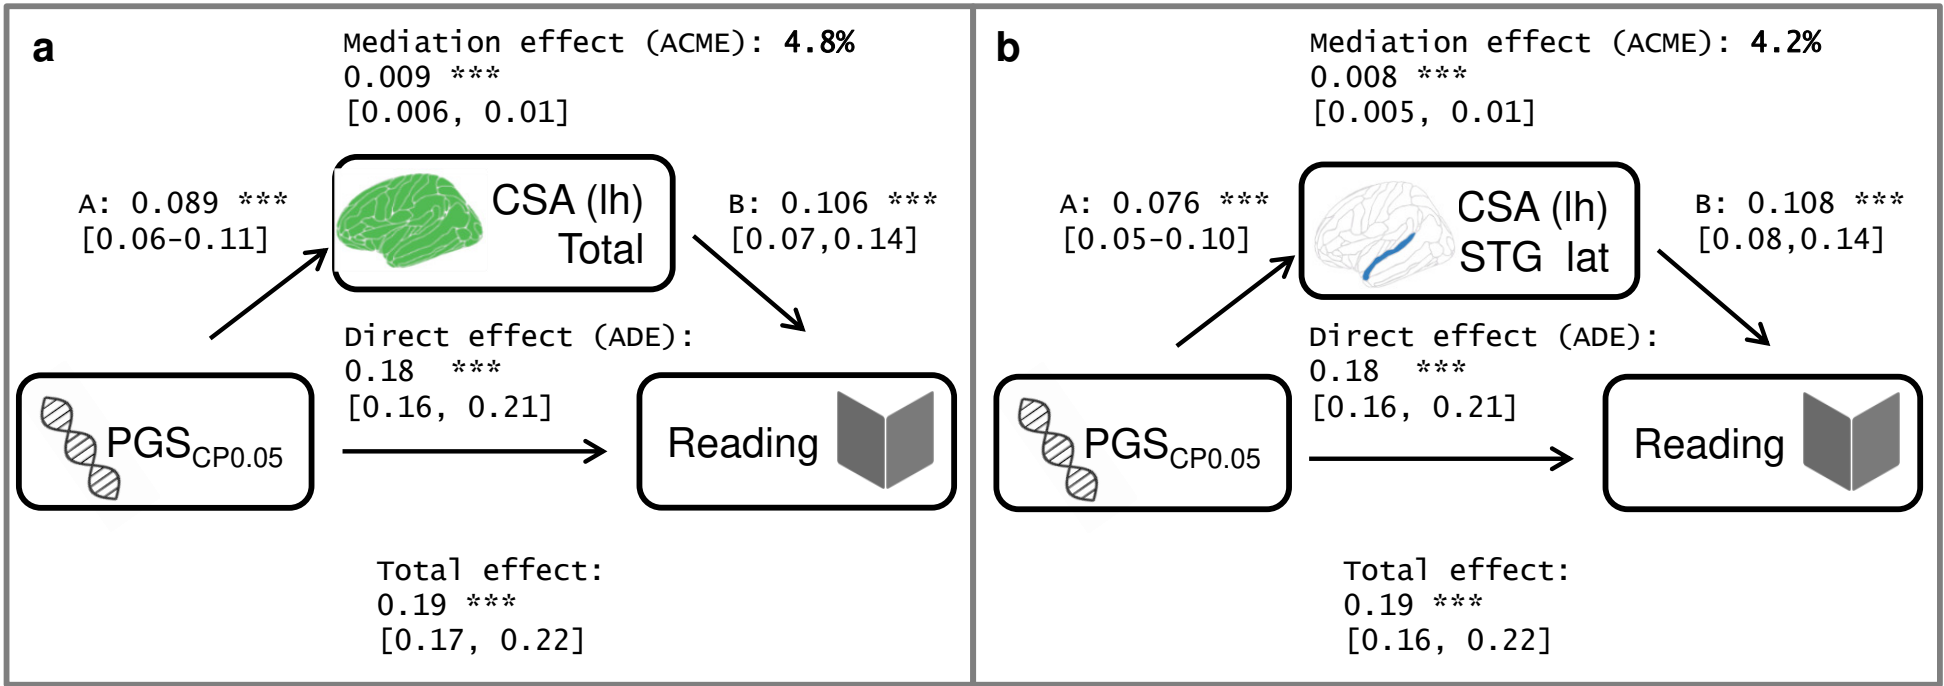 a
Mediation effect (ACME): 4.8%
0.009 ***
[0.006, 0.01]
A: 0.089 ***
[0.06-0.11]
CSA (lh)
Total
B: 0.106 ***
[0.07,0.14]
Direct effect (ADE):
0.18 ***
[0.16, 0.21]
PGSCP0.05
Reading
Total effect:
0.19 ***
[0.17, 0.22]
b
Mediation effect (ACME): 4.2%
0.008 ***
[0.005, 0.01]
A: 0.076 ***
[0.05-0.10]
CSA (lh)
STG lat
B: 0.108 ***
[0.08,0.14]
Direct effect (ADE):
0.18 ***
[0.16, 0.21]
PGSCP0.05
Reading
Total effect:
0.19 ***
[0.16, 0.22]